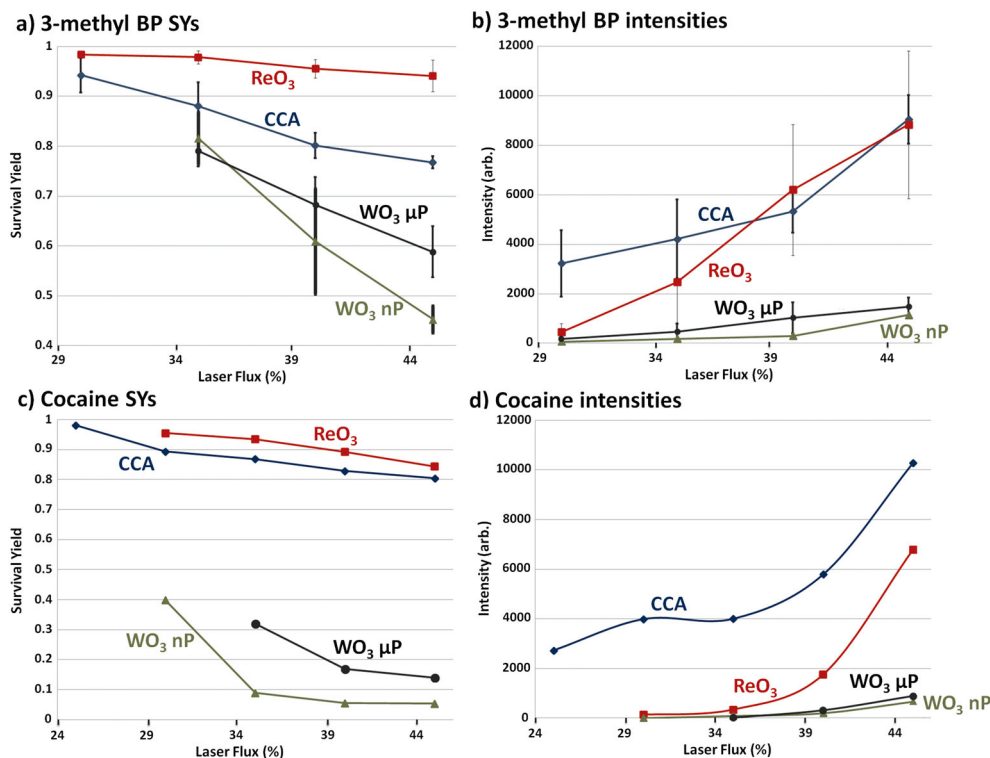 a) 3-methyl BP SYs
1
0.9
0.8
0.7
0.6
0.5
0.4
Survival Yield
ReO₃
CCA
WO₃ µP
WO₃ nP
29
34
39
44
Laser Flux (%)
b) 3-methyl BP intensities
12000
10000
8000
6000
4000
2000
0
Intensity (arb.)
CCA
ReO₃
WO₃ µP
WO₃ nP
29
34
39
44
Laser Flux (%)
c) Cocaine SYs
1
0.9
0.8
0.7
0.6
0.5
0.4
0.3
0.2
0.1
0
Survival Yield
ReO₃
CCA
WO₃ nP
WO₃ µP
24
29
34
39
44
Laser Flux (%)
d) Cocaine intensities
12000
10000
8000
6000
4000
2000
0
Intensity (arb.)
CCA
ReO₃
WO₃ µP
WO₃ nP
24
29
34
39
44
Laser Flux (%)